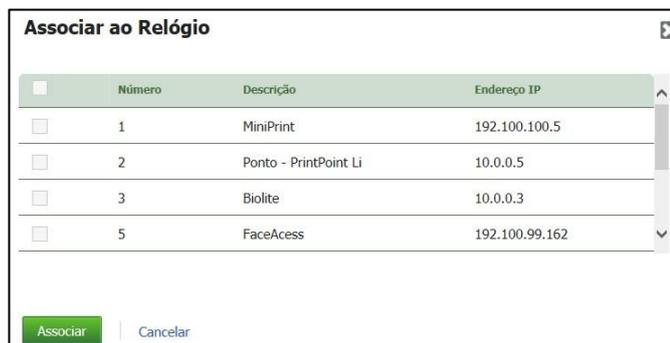 Associar ao Relógio
Número Descrição Endereço IP
1 MiniPrint 192.100.100.5
2 Ponto - PrintPoint Li 10.0.0.5
3 Biolite 10.0.0.3
5 FaceAcess 192.100.99.162
Associar Cancelar